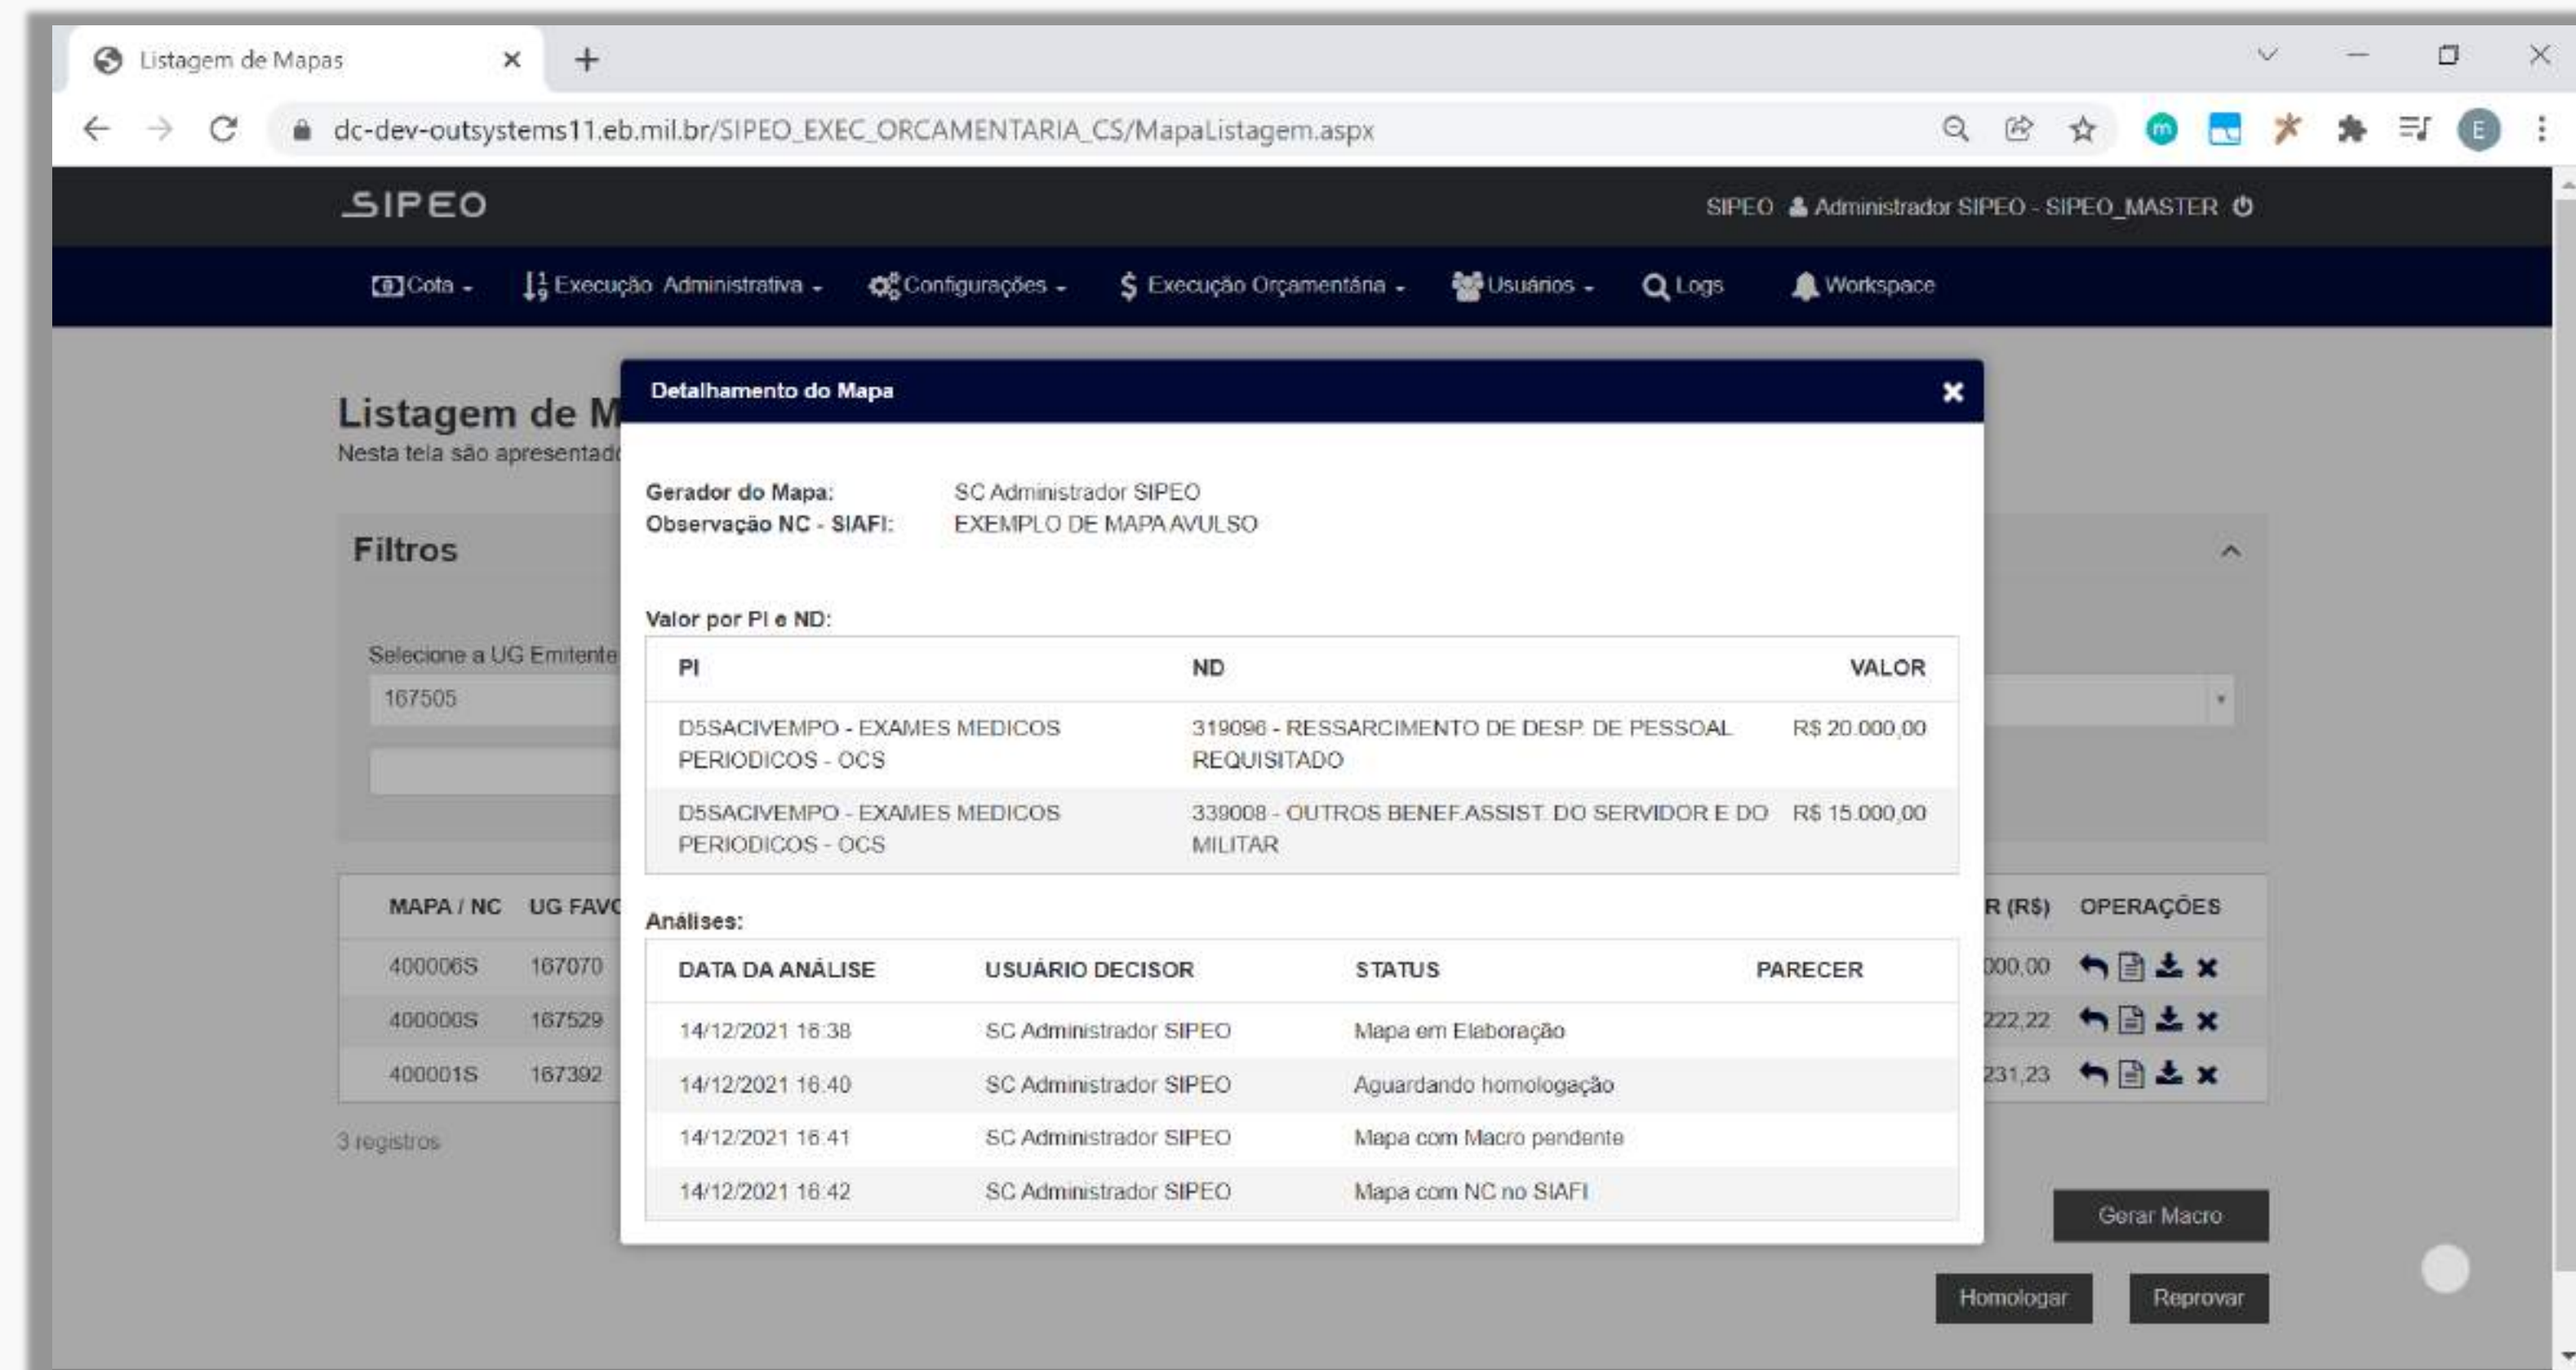 Listagem de Mapas
dc-dev-outsystems11.eb.mil.br/SIPEO_EXEC_ORCAMENTARIA_CS/MapaListagem.aspx
m
E
SIPEO
SIPEO Administrador SIPEO - SIPEO_MASTER
Cota
Execução Administrativa
Configurações
$ Execução Orçamentária
Usuários
Logs
Workspace
Listagem de M
Nesta tela são apresentado
Filtros
Selecione a UG Emitente
167505
MAPA / NC UG FAVO R (R$) OPERAÇÕES
400006S 167070 000,00
400000S 167529 222,22
400001S 167392 231,23
3 registros
Gerar Macro
Homologar Reprovar
Detalhamento do Mapa
Gerador do Mapa: SC Administrador SIPEO
Observação NC - SIAFI: EXEMPLO DE MAPA AVULSO
Valor por PI e ND:
PI ND VALOR
D5SACIVEMPO - EXAMES MEDICOS 319096 - RESSARCIMENTO DE DESP. DE PESSOAL R$ 20.000,00
PERIODICOS - OCS REQUISITADO
D5SACIVEMPO - EXAMES MEDICOS 339008 - OUTROS BENEF.ASSIST. DO SERVIDOR E DO R$ 15.000,00
PERIODICOS - OCS MILITAR
Análises:
DATA DA ANÁLISE USUÁRIO DECISOR STATUS PARECER
14/12/2021 16:38 SC Administrador SIPEO Mapa em Elaboração
14/12/2021 16:40 SC Administrador SIPEO Aguardando homologação
14/12/2021 16:41 SC Administrador SIPEO Mapa com Macro pendente
14/12/2021 16:42 SC Administrador SIPEO Mapa com NC no SIAFI